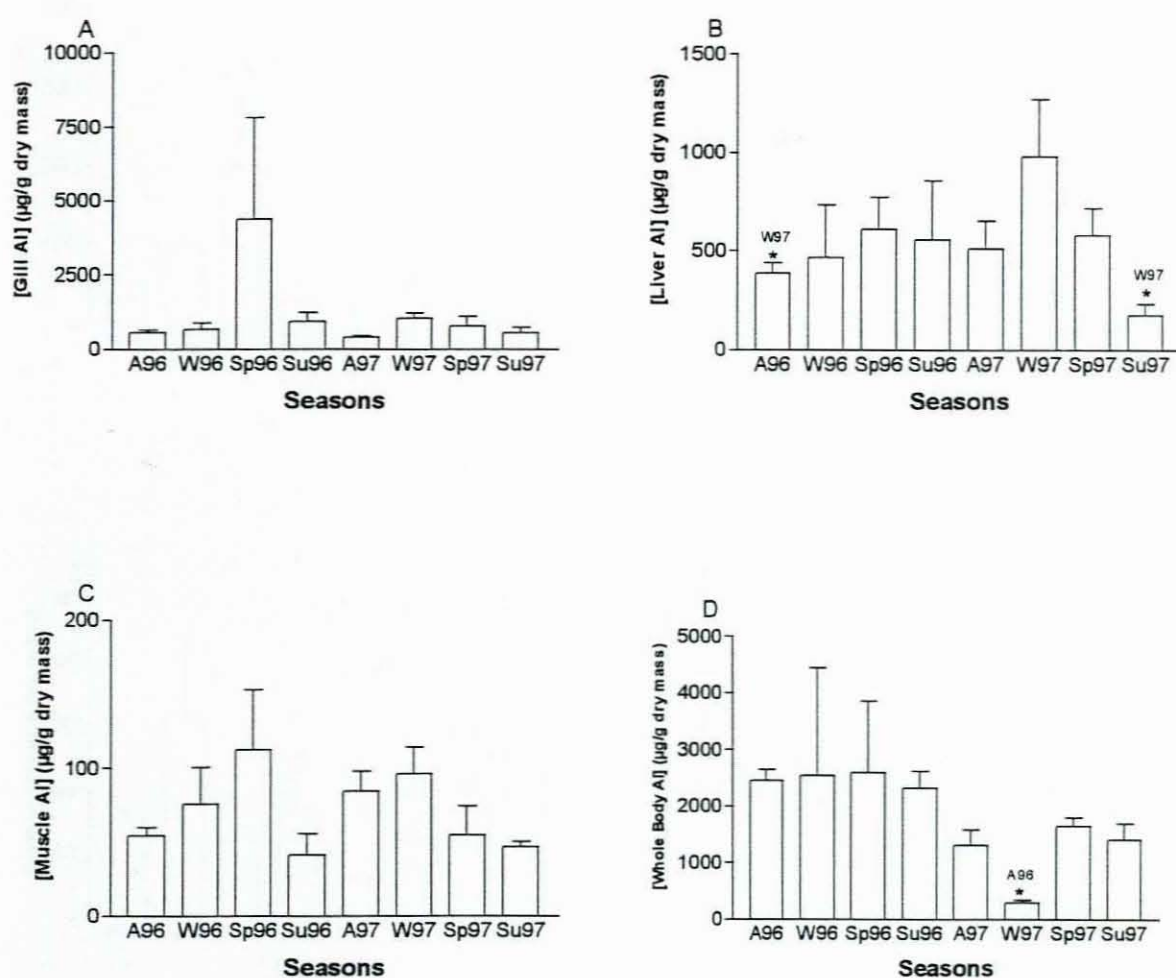 A
[Gill Al] (µg/g dry mass)
10000
7500
5000
2500
0
A96 W96 Sp96 Su96 A97 W97 Sp97 Su97
Seasons
B
[Liver Al] (µg/g dry mass)
1500
1000
500
0
W97
★
W97
★
A96 W96 Sp96 Su96 A97 W97 Sp97 Su97
Seasons
C
[Muscle Al] (µg/g dry mass)
200
100
0
A96 W96 Sp96 Su96 A97 W97 Sp97 Su97
Seasons
D
[Whole Body Al] (µg/g dry mass)
5000
4000
3000
2000
1000
0
A96
★
A96 W96 Sp96 Su96 A97 W97 Sp97 Su97
Seasons